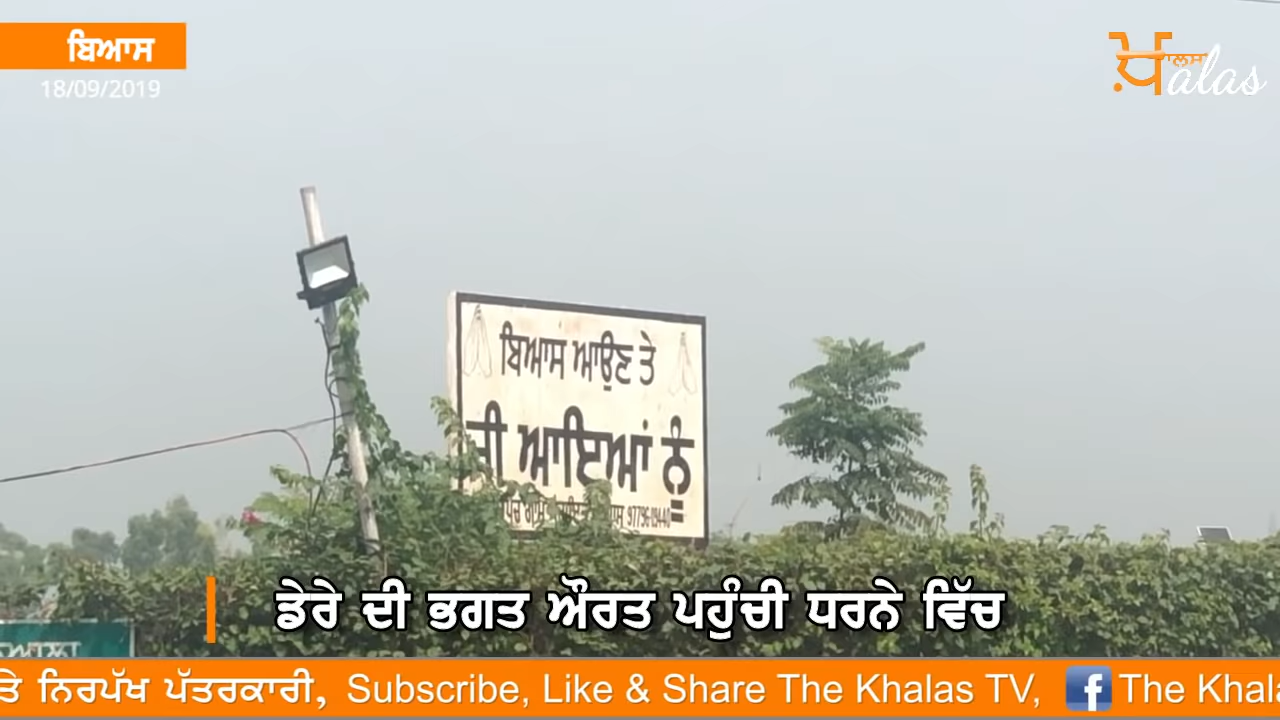 ਬਿਆਸ
18/09/2019
ਖ਼ਾਲਸ alas
ਬਿਆਸ ਆਉਣ ਤੇ
ਜੀ ਆਇਆਂ ਨੂੰ
ਡੇਰੇ ਦੀ ਭਗਤ ਔਰਤ ਪਹੁੰਚੀ ਧਰਨੇ ਵਿੱਚ
ਤੇ ਨਿਰਪੱਖ ਪੱਤਰਕਾਰੀ, Subscribe, Like & Share The Khalas TV, The Khala